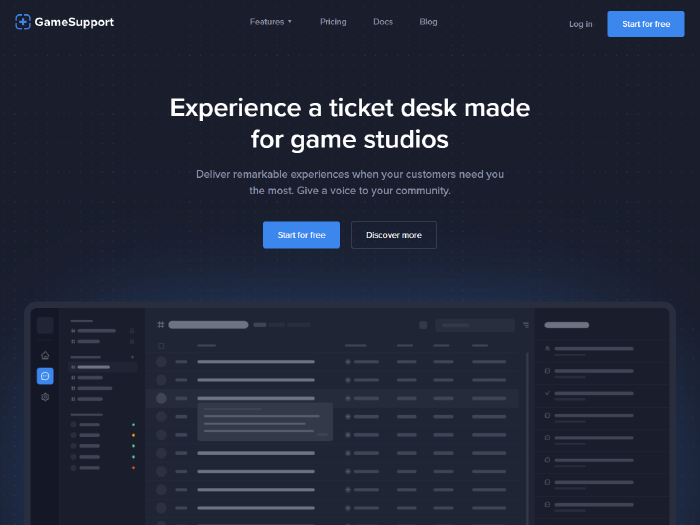 GameSupport
Features
Pricing
Docs
Blog
Log in
Start for free
Experience a ticket desk made
for game studios
Deliver remarkable experiences when your customers need you
the most. Give a voice to your community.
Start for free
Discover more